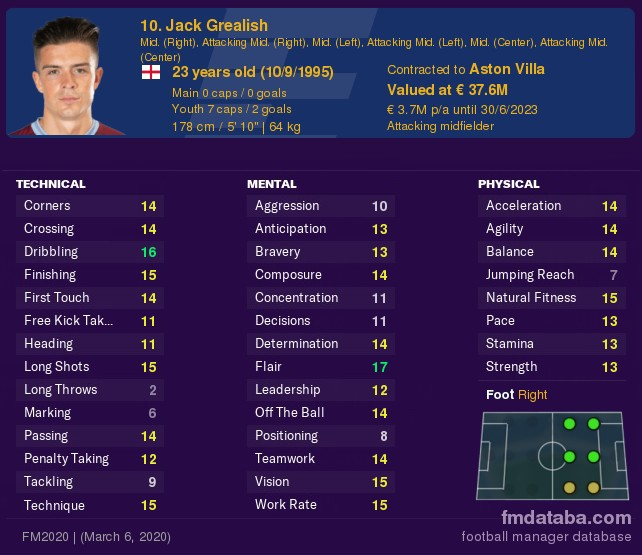 10. Jack Grealish
Mid. (Right), Attacking Mid. (Right), Mid. (Left), Attacking Mid. (Left), Mid. (Center), Attacking Mid.
(Center)
23 years old (10/9/1995)
Main 0 caps / 0 goals
Youth 7 caps / 2 goals
178 cm / 5' 10" | 64 kg
Contracted to Aston Villa
Valued at € 37.6M
€ 3.7M p/a until 30/6/2023
Attacking midfielder
TECHNICAL
Corners 14
Crossing 14
Dribbling 16
Finishing 15
First Touch 14
Free Kick Tak... 11
Heading 11
Long Shots 15
Long Throws 2
Marking 6
Passing 14
Penalty Taking 12
Tackling 9
Technique 15
MENTAL
Aggression 10
Anticipation 13
Bravery 13
Composure 14
Concentration 11
Decisions 11
Determination 14
Flair 17
Leadership 12
Off The Ball 14
Positioning 8
Teamwork 14
Vision 15
Work Rate 15
PHYSICAL
Acceleration 14
Agility 14
Balance 14
Jumping Reach 7
Natural Fitness 15
Pace 13
Stamina 13
Strength 13
Foot Right
FM2020 | (March 6, 2020)
fmdataba.com
football manager database